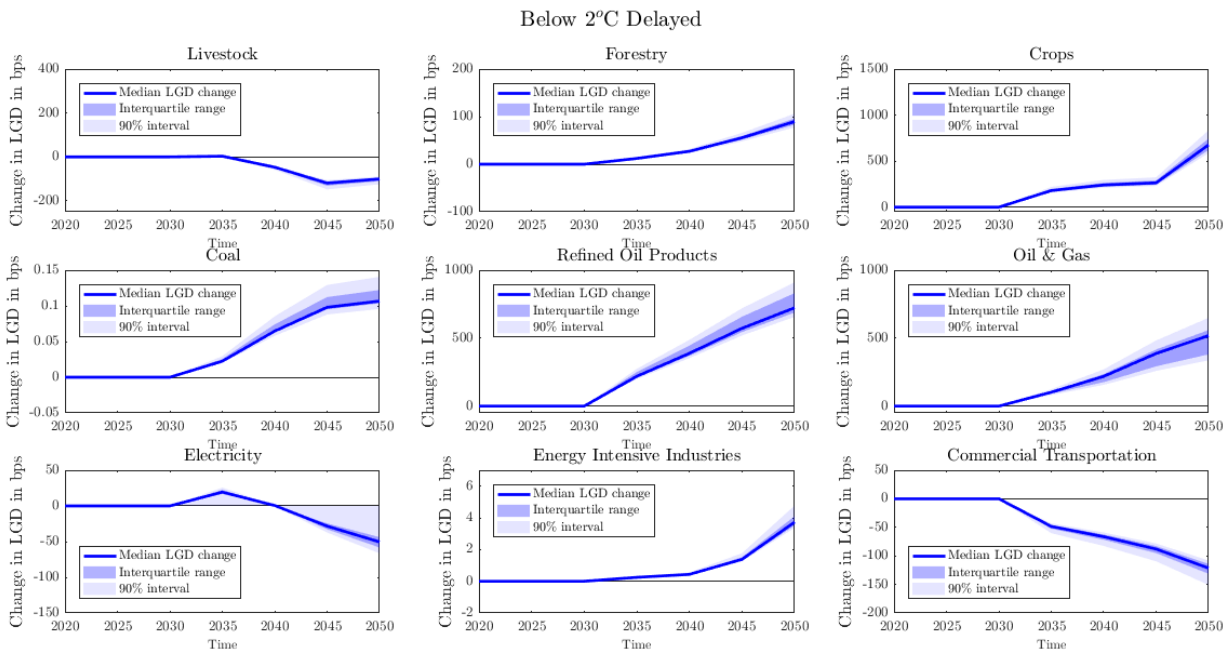 Below 2°C Delayed
Livestock
Change in LGD in bps
400
200
0
-200
Median LGD change
Interquartile range
90% interval
2020 2025 2030 2035 2040 2045 2050
Time
Forestry
Change in LGD in bps
200
100
0
-100
Median LGD change
Interquartile range
90% interval
2020 2025 2030 2035 2040 2045 2050
Time
Crops
Change in LGD in bps
1500
1000
500
0
Median LGD change
Interquartile range
90% interval
2020 2025 2030 2035 2040 2045 2050
Time
Coal
Change in LGD in bps
0.15
0.1
0.05
0
-0.05
Median LGD change
Interquartile range
90% interval
2020 2025 2030 2035 2040 2045 2050
Time
Refined Oil Products
Change in LGD in bps
1000
500
0
Median LGD change
Interquartile range
90% interval
2020 2025 2030 2035 2040 2045 2050
Time
Oil & Gas
Change in LGD in bps
1000
500
0
Median LGD change
Interquartile range
90% interval
2020 2025 2030 2035 2040 2045 2050
Time
Electricity
Change in LGD in bps
50
0
-50
-100
-150
Median LGD change
Interquartile range
90% interval
2020 2025 2030 2035 2040 2045 2050
Time
Energy Intensive Industries
Change in LGD in bps
6
4
2
0
-2
Median LGD change
Interquartile range
90% interval
2020 2025 2030 2035 2040 2045 2050
Time
Commercial Transportation
Change in LGD in bps
50
0
-50
-100
-150
-200
Median LGD change
Interquartile range
90% interval
2020 2025 2030 2035 2040 2045 2050
Time